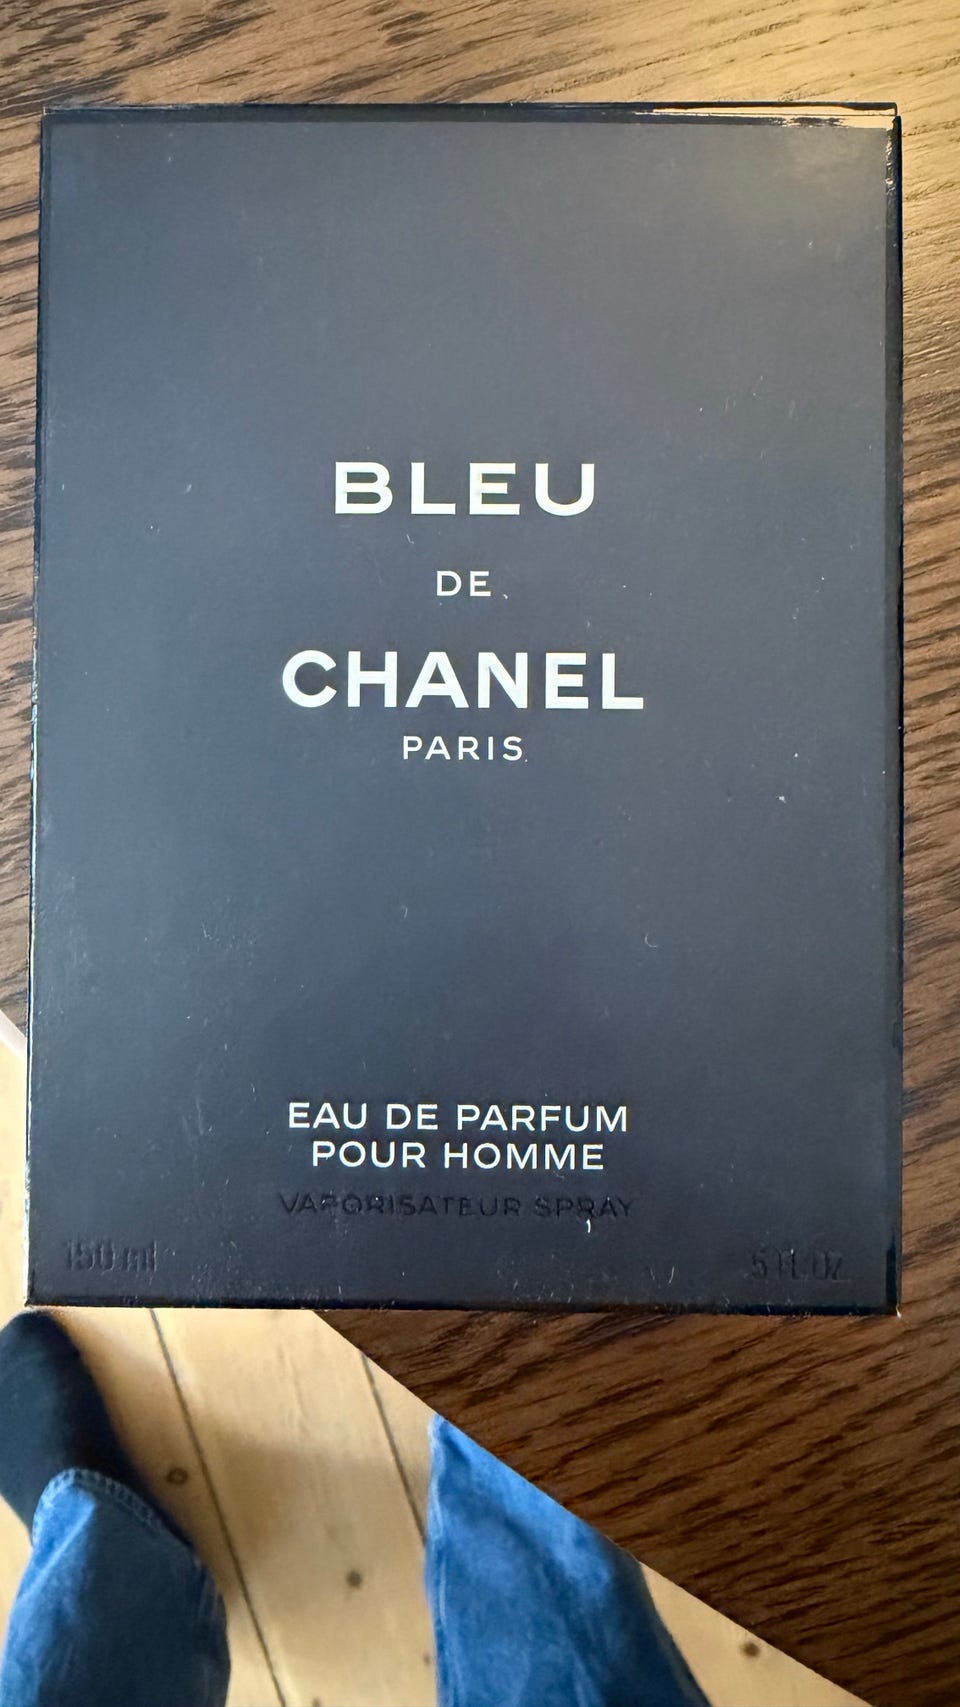 BLEU
DE
CHANEL
PARIS
EAU DE PARFUM
POUR HOMME
VAPORISATEUR SPRAY
150 ml
5 FL. OZ.